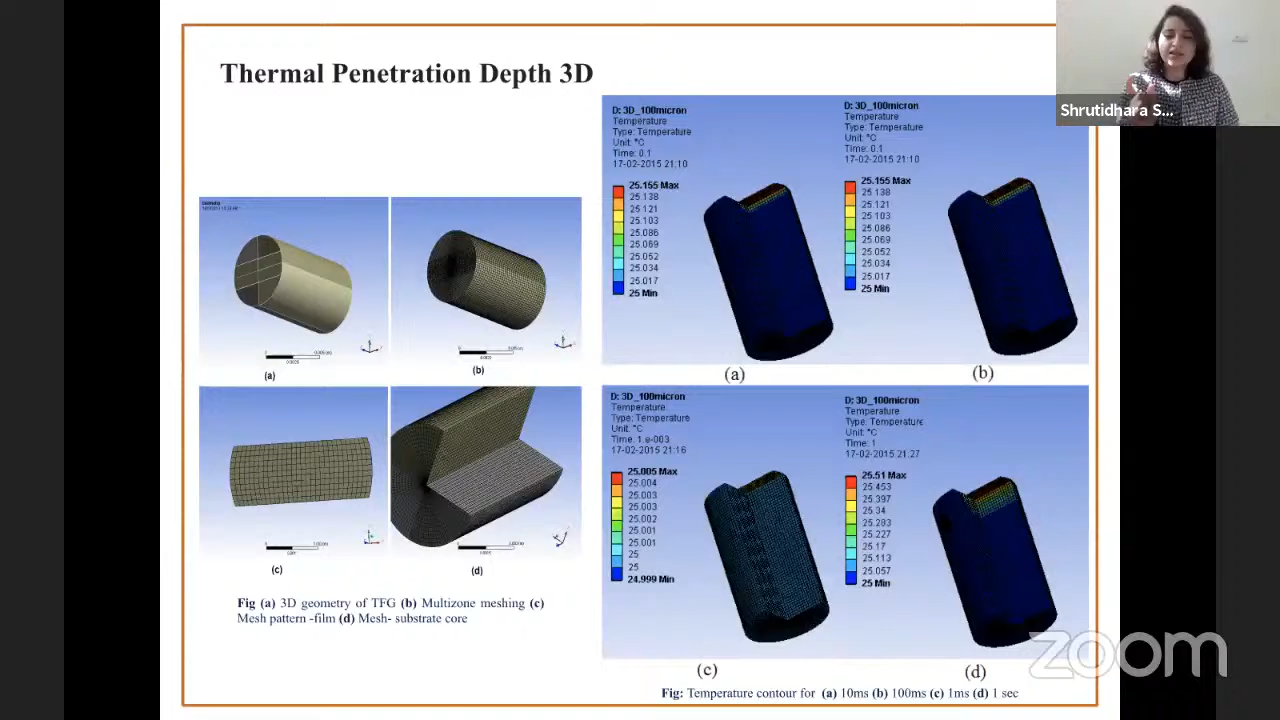 Thermal Penetration Depth 3D
Shrutidhara S...
D: 3D_100micron
Temperature
Type: Temperature
Unit: °C
Time: 0.1
17-02-2015 21:10
25.155 Max
25.138
25.121
25.103
25.086
25.069
25.052
25.034
25.017
25 Min
(a)
D: 3D_100micron
Temperature
Type: Temperature
Unit: °C
Time: 0.1
17-02-2015 21:10
25.155 Max
25.138
25.121
25.103
25.086
25.069
25.052
25.034
25.017
25 Min
(b)
(a)
(b)
(c)
(d)
Fig (a) 3D geometry of TFG (b) Multizone meshing (c)
Mesh pattern -film (d) Mesh- substrate core
D: 3D_100micron
Temperature
Type: Temperature
Unit: °C
Time: 1.e-003
17-02-2015 21:16
25.005 Max
25.004
25.003
25.003
25.002
25.001
25.001
25
25
24.999 Min
(c)
D: 3D_100micron
Temperature
Type: Temperature
Unit: °C
Time: 1
17-02-2015 21:27
25.51 Max
25.453
25.397
25.34
25.283
25.227
25.17
25.113
25.057
25 Min
(d)
Fig: Temperature contour for (a) 10ms (b) 100ms (c) 1ms (d) 1 sec
zoom